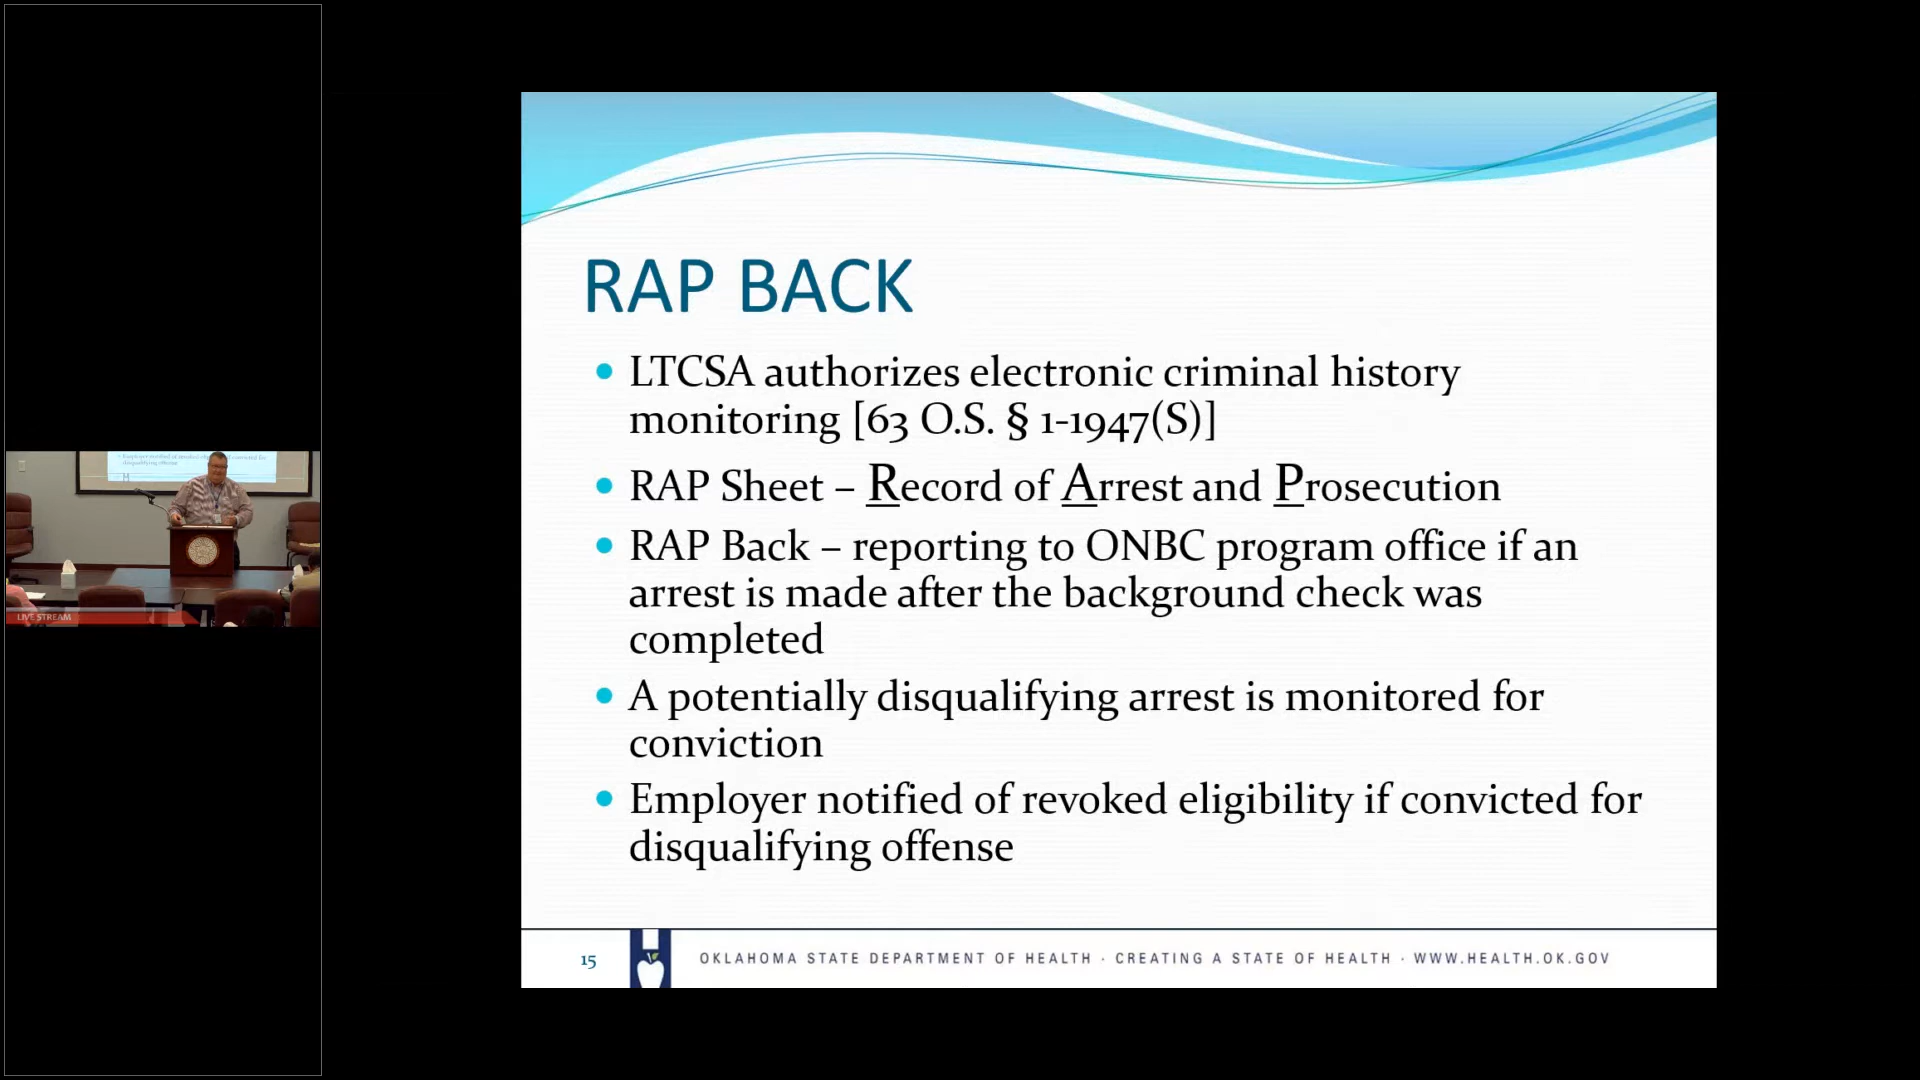 RAP BACK
• LTCSA authorizes electronic criminal history
monitoring [63 O.S. § 1-1947(S)]
• RAP Sheet – Record of Arrest and Prosecution
• RAP Back – reporting to ONBC program office if an
arrest is made after the background check was
completed
• A potentially disqualifying arrest is monitored for
conviction
• Employer notified of revoked eligibility if convicted for
disqualifying offense
15
OKLAHOMA STATE DEPARTMENT OF HEALTH · CREATING A STATE OF HEALTH · WWW.HEALTH.OK.GOV
LIVE STREAM